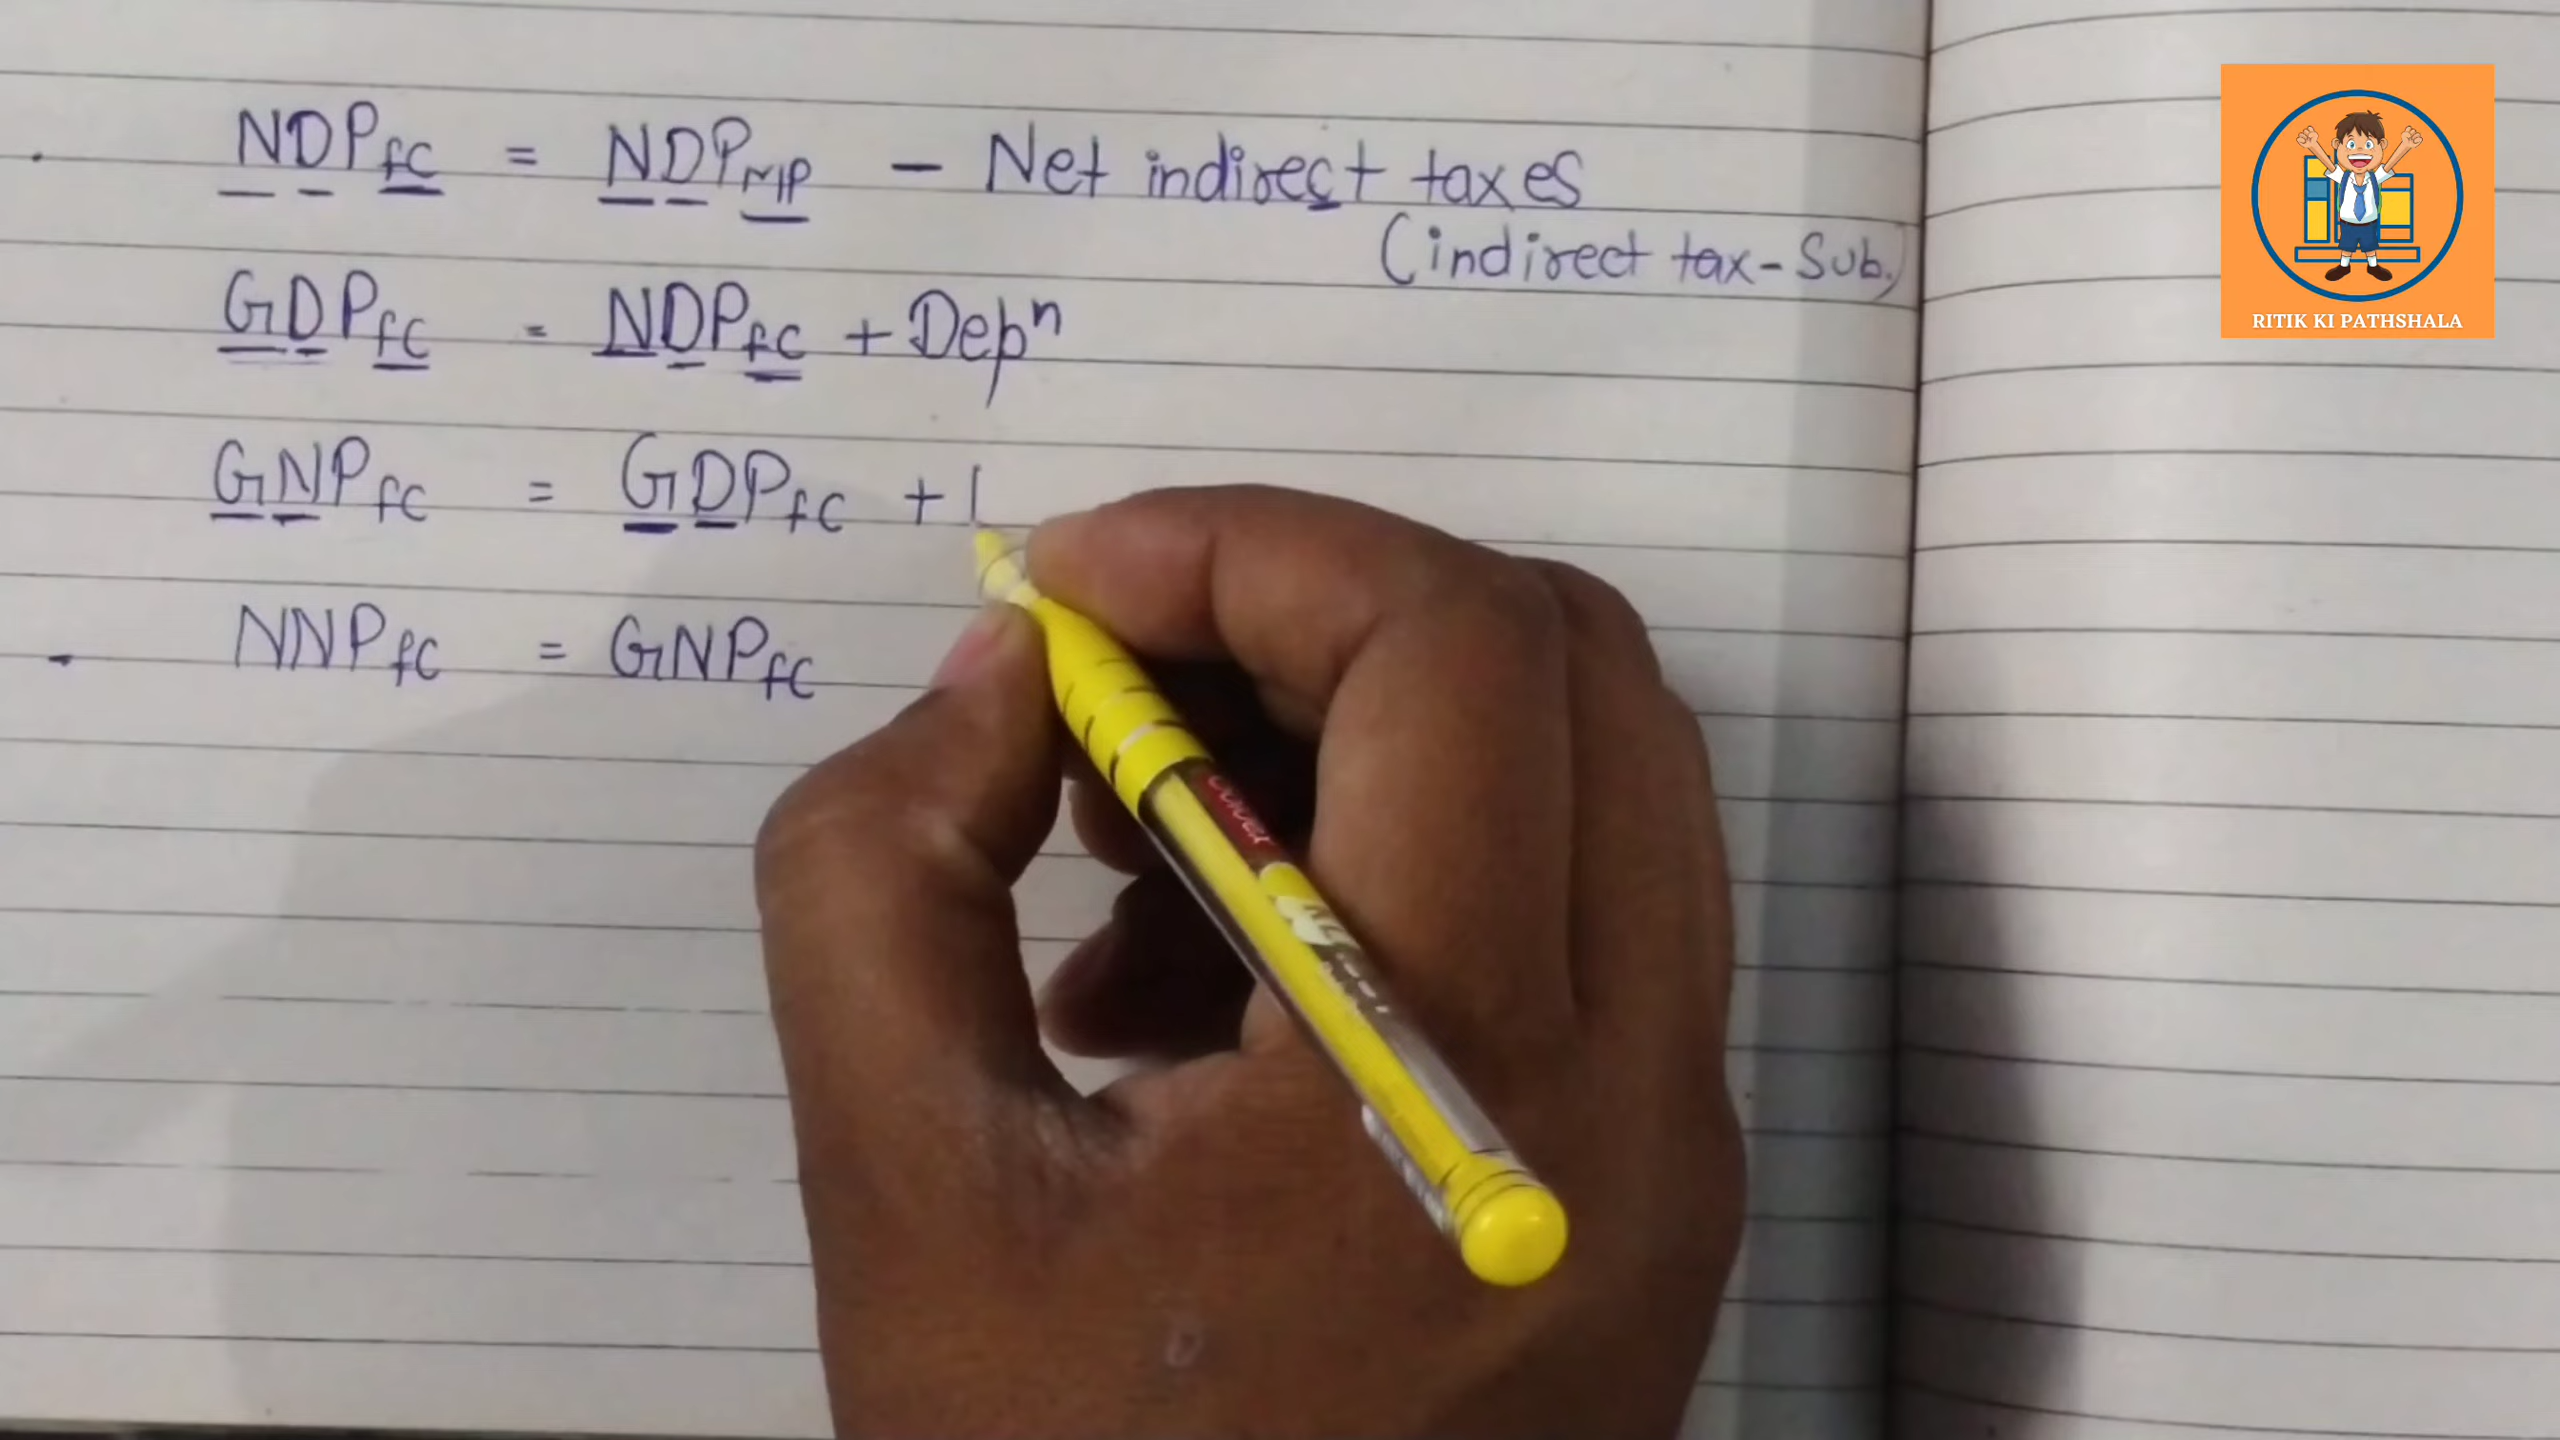 NDPfc = NDPMP - Net indirect taxes
(indirect tax - Sub.)
GDPfc = NDPfc + Depⁿ
GNPfc = GDPfc +
NNPfc = GNPfc
RITIK KI PATHSHALA